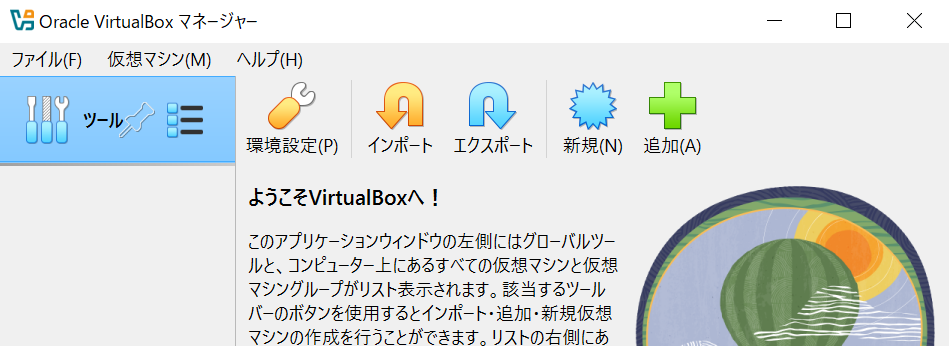 Oracle VirtualBox マネージャー
ファイル(F) 仮想マシン(M) ヘルプ(H)
ツール
環境設定(P) インポート エクスポート 新規(N) 追加(A)
ようこそVirtualBoxへ！
このアプリケーションウィンドウの左側にはグローバルツー
ルと、コンピューター上にあるすべての仮想マシンと仮想
マシングループがリスト表示されます。該当するツール
バーのボタンを使用するとインポート・追加・新規仮想
マシンの作成を行うことができます。リストの右側にあ